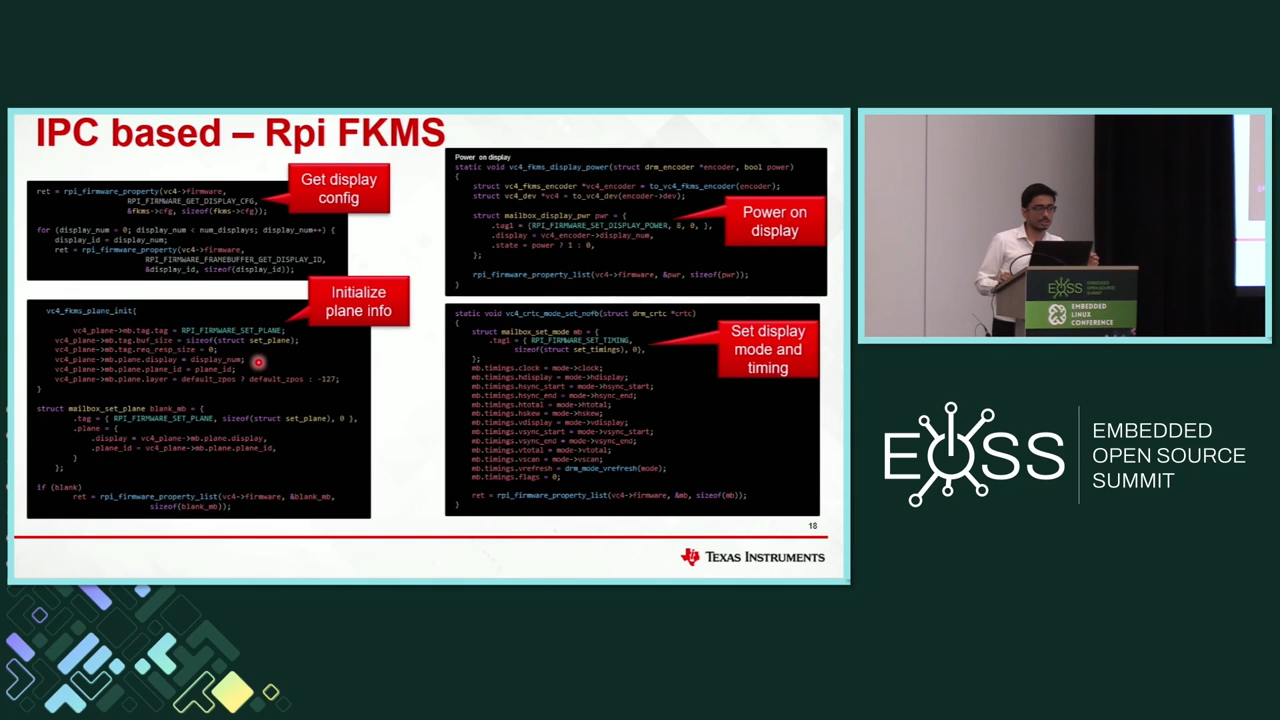 IPC based – Rpi FKMS
ret = rpi_firmware_property(vc4->firmware,
RPI_FIRMWARE_GET_DISPLAY_CFG,
&fkms->cfg, sizeof(fkms->cfg));
for (display_num = 0; display_num < num_displays; display_num++) {
display_id = display_num;
ret = rpi_firmware_property(vc4->firmware,
RPI_FIRMWARE_FRAMEBUFFER_GET_DISPLAY_ID,
&display_id, sizeof(display_id));
Get display
config
vc4_fkms_plane_init{
vc4_plane->mb.tag.tag = RPI_FIRMWARE_SET_PLANE;
vc4_plane->mb.tag.buf_size = sizeof(struct set_plane);
vc4_plane->mb.tag.req_resp_size = 0;
vc4_plane->mb.plane.display = display_num;
vc4_plane->mb.plane.plane_id = plane_id;
vc4_plane->mb.plane.layer = default_zpos ? default_zpos : -127;
}
struct mailbox_set_plane blank_mb = {
.tag = { RPI_FIRMWARE_SET_PLANE, sizeof(struct set_plane), 0 },
.plane = {
.display = vc4_plane->mb.plane.display,
.plane_id = vc4_plane->mb.plane.plane_id,
}
};
if (blank)
ret = rpi_firmware_property_list(vc4->firmware, &blank_mb,
sizeof(blank_mb));
Initialize
plane info
Power on display
static void vc4_fkms_display_power(struct drm_encoder *encoder, bool power)
{
struct vc4_fkms_encoder *vc4_encoder = to_vc4_fkms_encoder(encoder);
struct vc4_dev *vc4 = to_vc4_dev(encoder->dev);
struct mailbox_display_pwr pwr = {
.tag1 = {RPI_FIRMWARE_SET_DISPLAY_POWER, 8, 0, },
.display = vc4_encoder->display_num,
.state = power ? 1 : 0,
};
rpi_firmware_property_list(vc4->firmware, &pwr, sizeof(pwr));
}
Power on
display
static void vc4_crtc_mode_set_nofb(struct drm_crtc *crtc)
{
struct mailbox_set_mode mb = {
.tag1 = { RPI_FIRMWARE_SET_TIMING,
sizeof(struct set_timings), 0},
};
mb.timings.clock = mode->clock;
mb.timings.hdisplay = mode->hdisplay;
mb.timings.hsync_start = mode->hsync_start;
mb.timings.hsync_end = mode->hsync_end;
mb.timings.htotal = mode->htotal;
mb.timings.hskew = mode->hskew;
mb.timings.vdisplay = mode->vdisplay;
mb.timings.vsync_start = mode->vsync_start;
mb.timings.vsync_end = mode->vsync_end;
mb.timings.vtotal = mode->vtotal;
mb.timings.vscan = mode->vscan;
mb.timings.vrefresh = drm_mode_vrefresh(mode);
mb.timings.flags = 0;
ret = rpi_firmware_property_list(vc4->firmware, &mb, sizeof(mb));
}
Set display
mode and
timing
18
TEXAS INSTRUMENTS
EOSS
EMBEDDED
LINUX
CONFERENCE
EOSS
EMBEDDED
OPEN SOURCE
SUMMIT